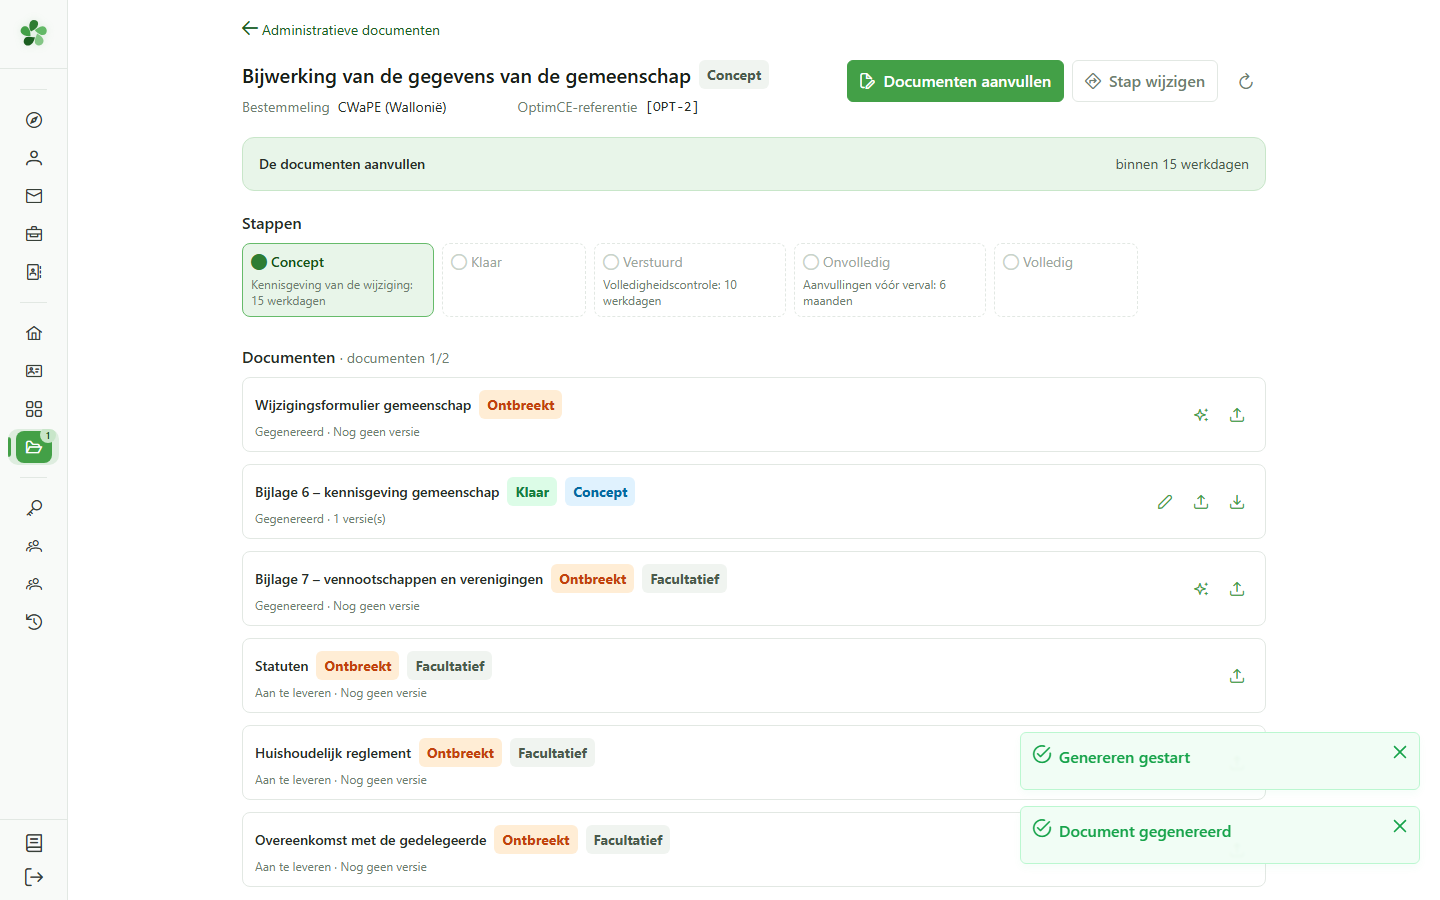 Administratieve documenten
Bijwerking van de gegevens van de gemeenschap Concept
Documenten aanvullen
Stap wijzigen
Bestemmeling CWaPE (Wallonië) OptimCE-referentie [OPT-2]
De documenten aanvullen binnen 15 werkdagen
Stappen
Concept
Kennisgeving van de wijziging:
15 werkdagen
Klaar
Verstuurd
Volledigheidscontrole: 10
werkdagen
Onvolledig
Aanvullingen vóór verval: 6
maanden
Volledig
Documenten · documenten 1/2
Wijzigingsformulier gemeenschap Ontbreekt
Gegenereerd · Nog geen versie
Bijlage 6 – kennisgeving gemeenschap Klaar Concept
Gegenereerd · 1 versie(s)
Bijlage 7 – vennootschappen en verenigingen Ontbreekt Facultatief
Gegenereerd · Nog geen versie
Statuten Ontbreekt Facultatief
Aan te leveren · Nog geen versie
Huishoudelijk reglement Ontbreekt Facultatief
Aan te leveren · Nog geen versie
Overeenkomst met de gedelegeerde Ontbreekt Facultatief
Aan te leveren · Nog geen versie
Genereren gestart
Document gegenereerd
1